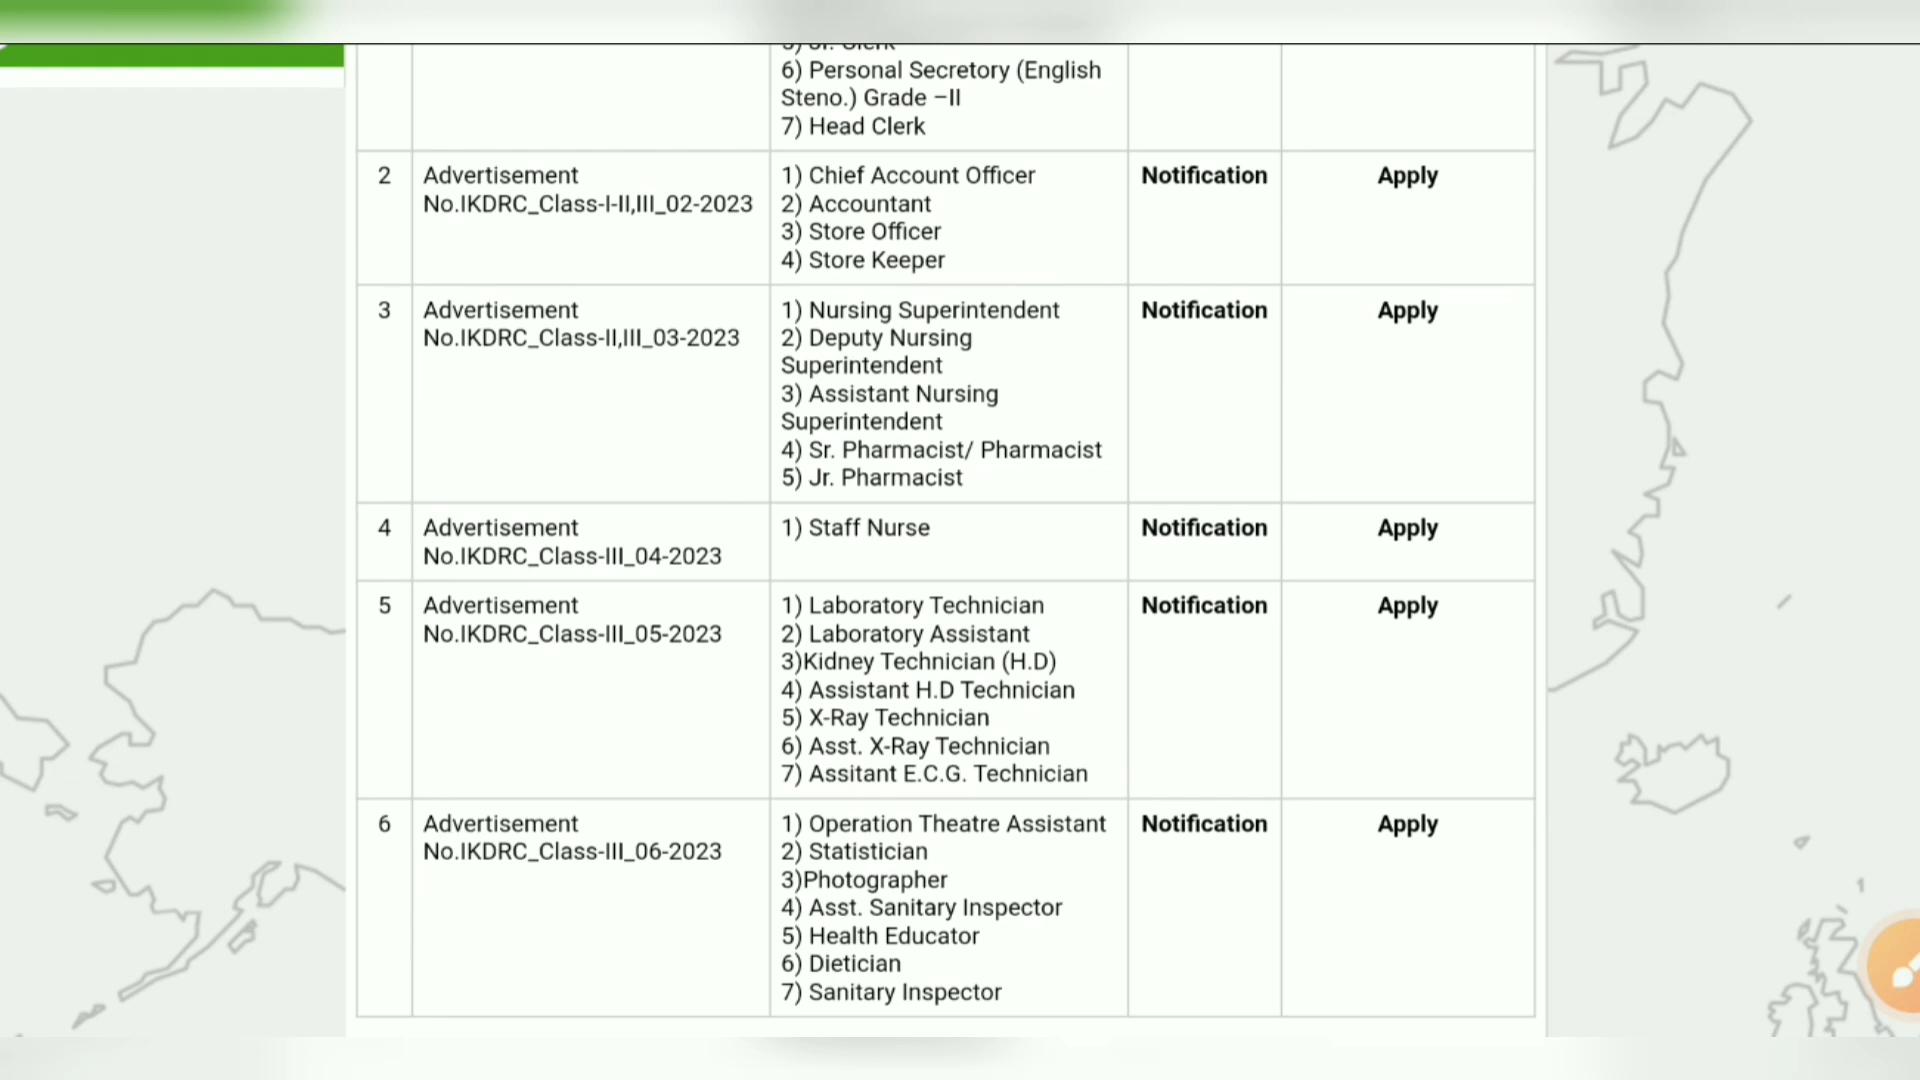 6) Personal Secretory (English
Steno.) Grade –II
7) Head Clerk
2
Advertisement
No.IKDRC_Class-I-II,III_02-2023
1) Chief Account Officer
2) Accountant
3) Store Officer
4) Store Keeper
Notification
Apply
3
Advertisement
No.IKDRC_Class-II,III_03-2023
1) Nursing Superintendent
2) Deputy Nursing
Superintendent
3) Assistant Nursing
Superintendent
4) Sr. Pharmacist/ Pharmacist
5) Jr. Pharmacist
Notification
Apply
4
Advertisement
No.IKDRC_Class-III_04-2023
1) Staff Nurse
Notification
Apply
5
Advertisement
No.IKDRC_Class-III_05-2023
1) Laboratory Technician
2) Laboratory Assistant
3)Kidney Technician (H.D)
4) Assistant H.D Technician
5) X-Ray Technician
6) Asst. X-Ray Technician
7) Assitant E.C.G. Technician
Notification
Apply
6
Advertisement
No.IKDRC_Class-III_06-2023
1) Operation Theatre Assistant
2) Statistician
3)Photographer
4) Asst. Sanitary Inspector
5) Health Educator
6) Dietician
7) Sanitary Inspector
Notification
Apply